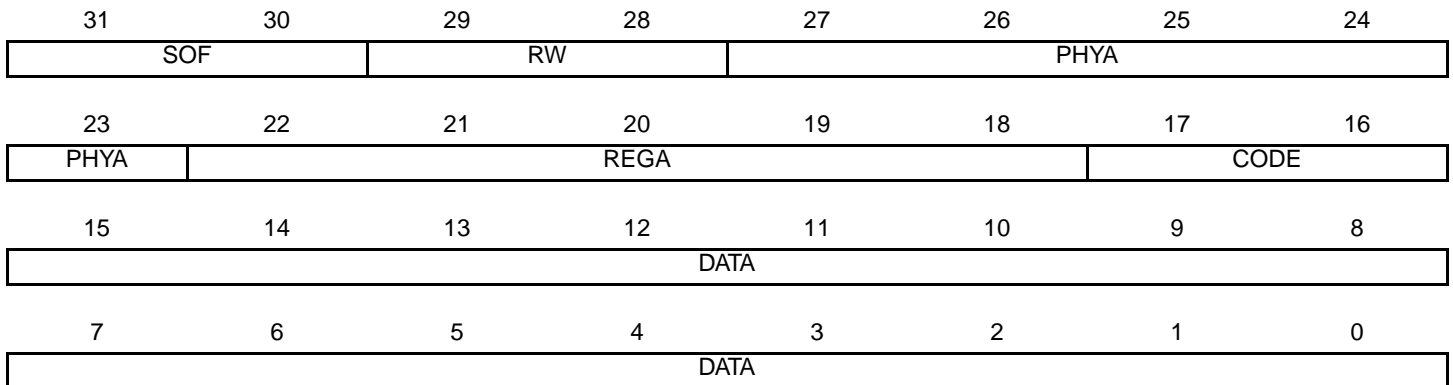 31 30 29 28 27 26 25 24
SOF RW PHYA
23 22 21 20 19 18 17 16
PHYA REGA CODE
15 14 13 12 11 10 9 8
DATA
7 6 5 4 3 2 1 0
DATA